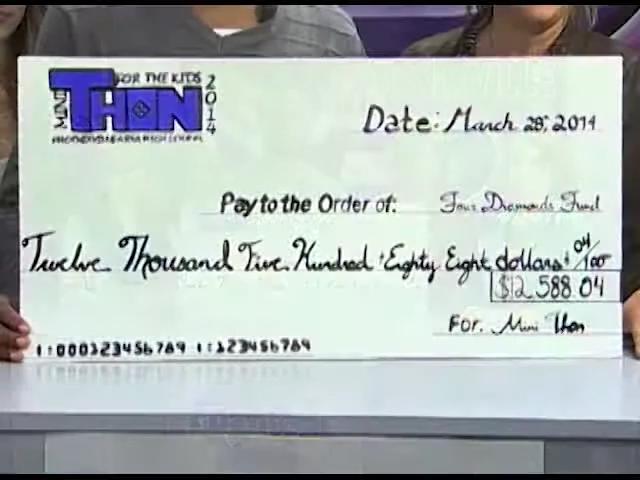 FOR THE KIDS
MINI THON 2014
Date: March 28, 2014
Pay to the Order of: Four Diamonds Fund
Twelve Thousand Five Hundred + Eighty Eight dollars + 04/100
$12,588.04
For: Mini Thon
1:000123456789 1:123456789